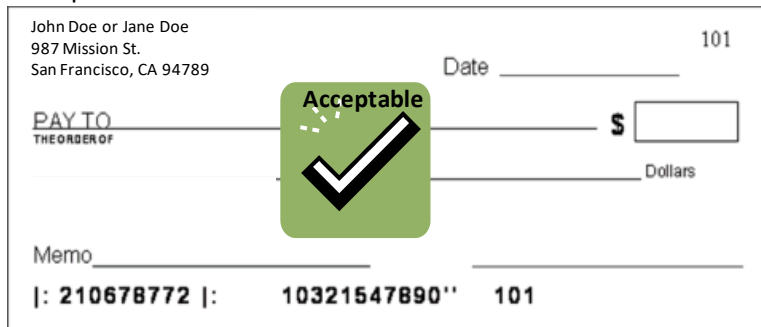 John Doe or Jane Doe
987 Mission St.
San Francisco, CA 94789
101
Date
Acceptable
PAY TO
THE ORDER OF
$
Dollars
Memo
|: 210678772 |: 10321547890'' 101